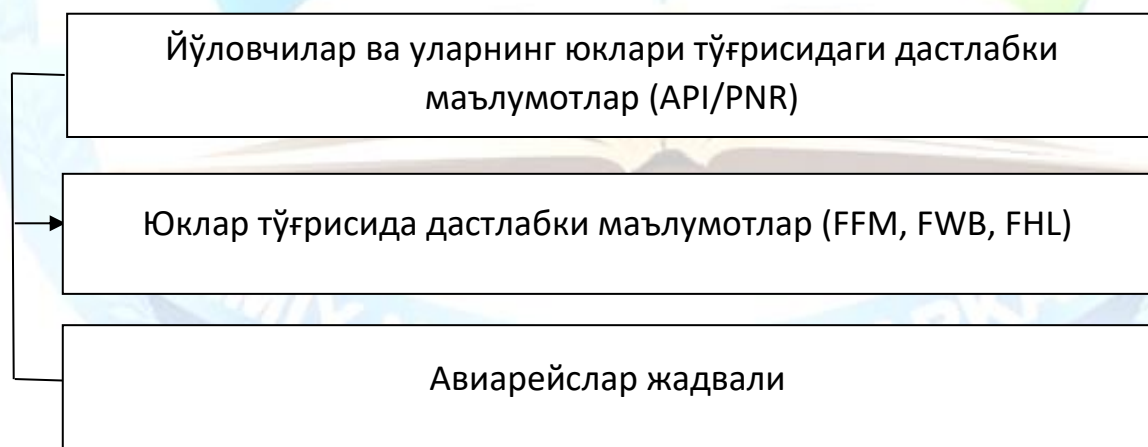 Йўловчилар ва уларнинг юклари тўғрисидаги дастлабки
маълумотлар (API/PNR)
Юклар тўғрисида дастлабки маълумотлар (FFM, FWB, FHL)
Авиарейслар жадвали